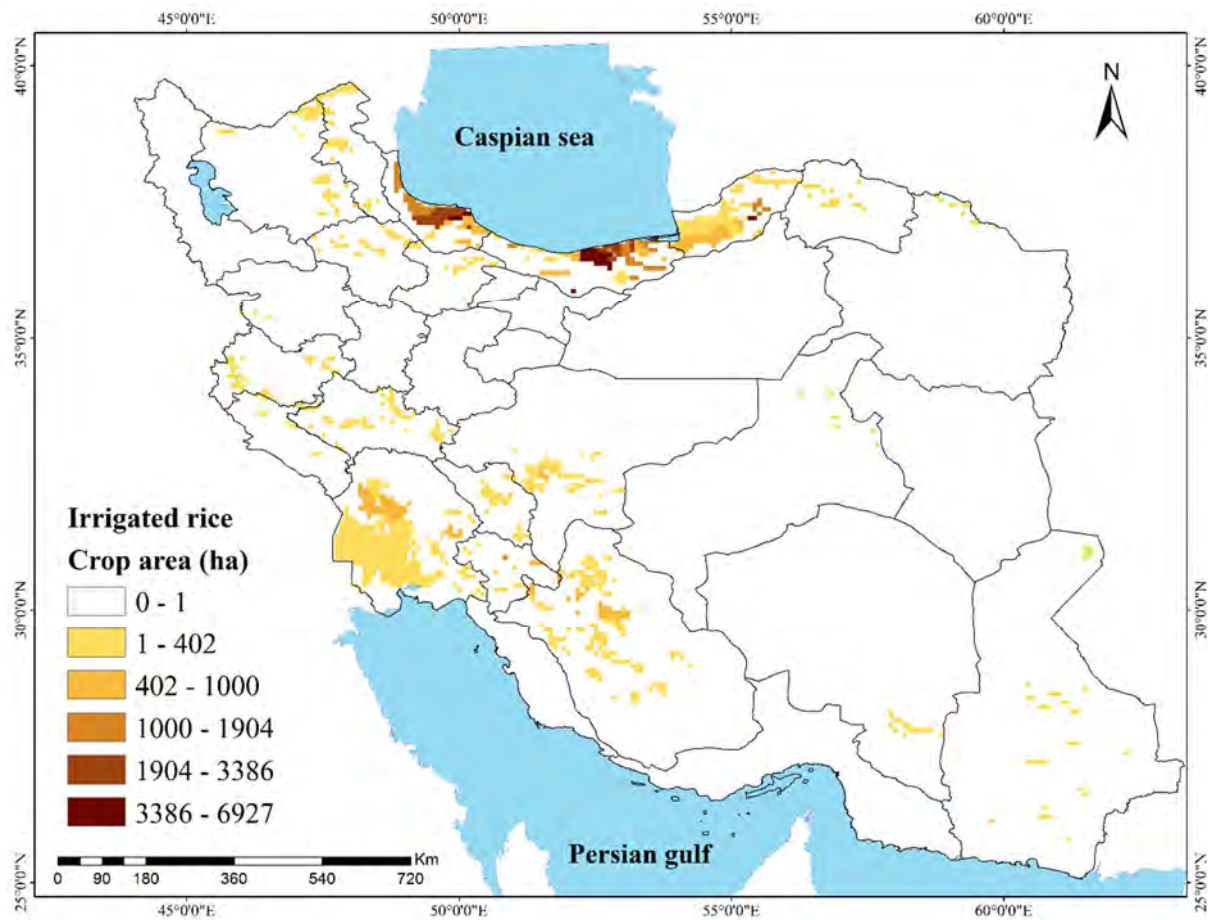 45°0'0"E 50°0'0"E 55°0'0"E 60°0'0"E
40°0'0"N 40°0'0"N
N
Caspian sea
35°0'0"N 35°0'0"N
Irrigated rice
Crop area (ha)
0 - 1
30°0'0"N 30°0'0"N
1 - 402
402 - 1000
1000 - 1904
1904 - 3386
3386 - 6927
Persian gulf
Km
0 90 180 360 540 720
25°0'0"N 25°0'0"N
45°0'0"E 50°0'0"E 55°0'0"E 60°0'0"E